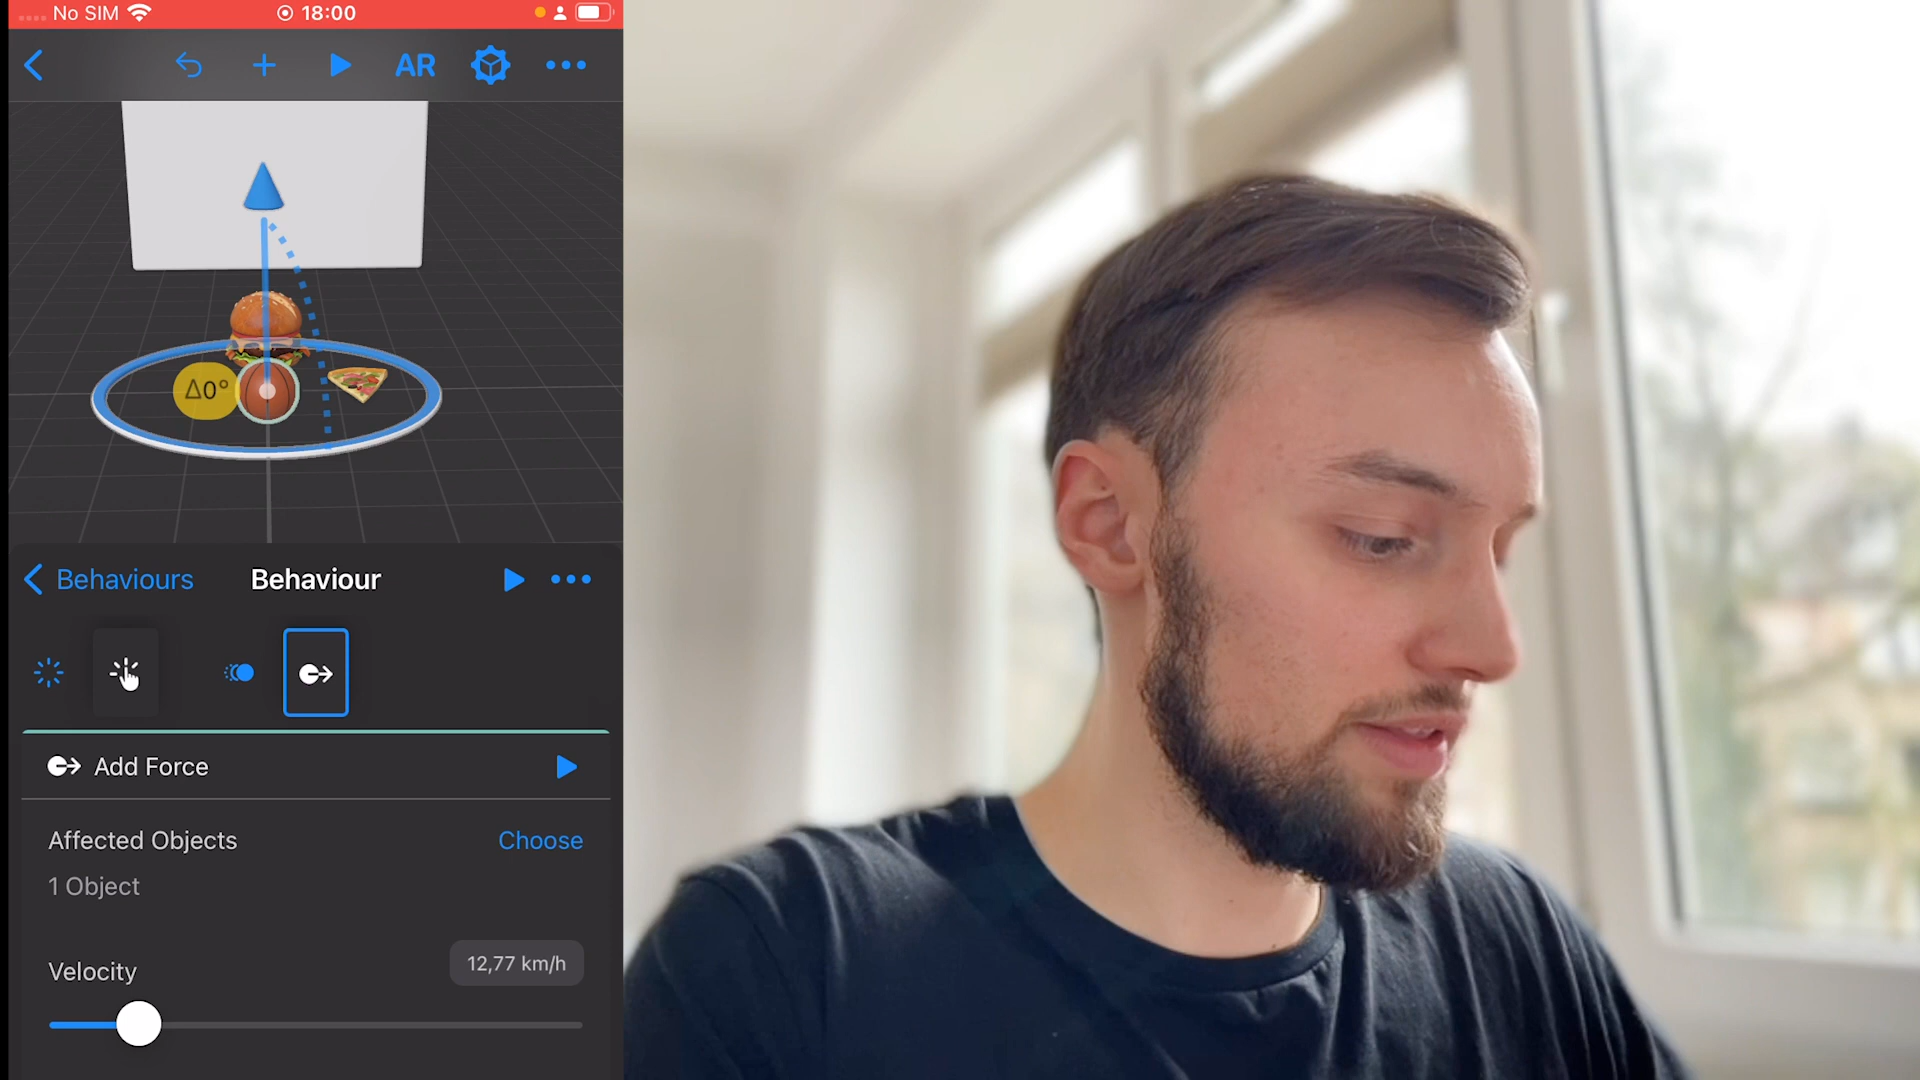 No SIM 18:00
AR
Δ0°
Behaviours Behaviour
Add Force
Affected Objects Choose
1 Object
Velocity 12,77 km/h